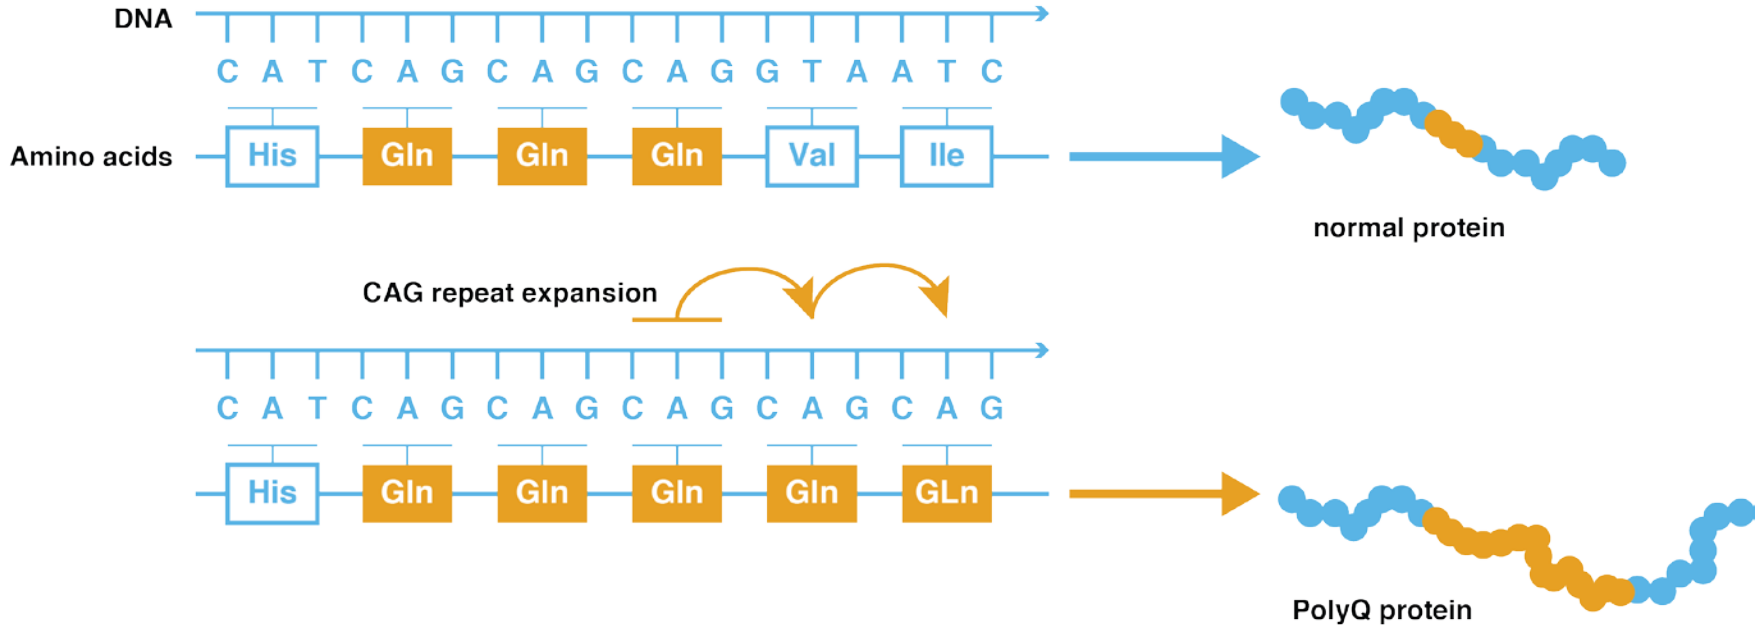 DNA
C A T C A G C A G C A G G T A A T C
Amino acids His Gln Gln Gln Val Ile
normal protein
CAG repeat expansion
C A T C A G C A G C A G C A G C A G
His Gln Gln Gln Gln GLn
PolyQ protein